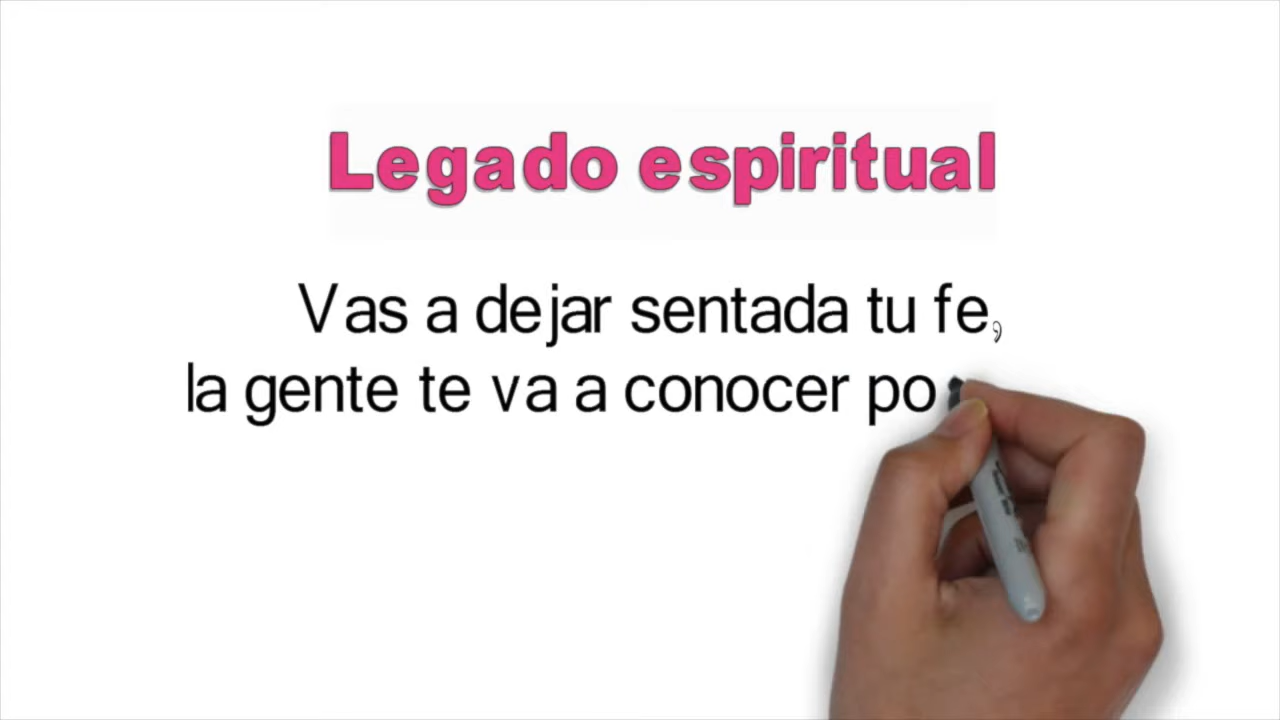 Legado espiritual
Vas a dejar sentada tu fe,
la gente te va a conocer po